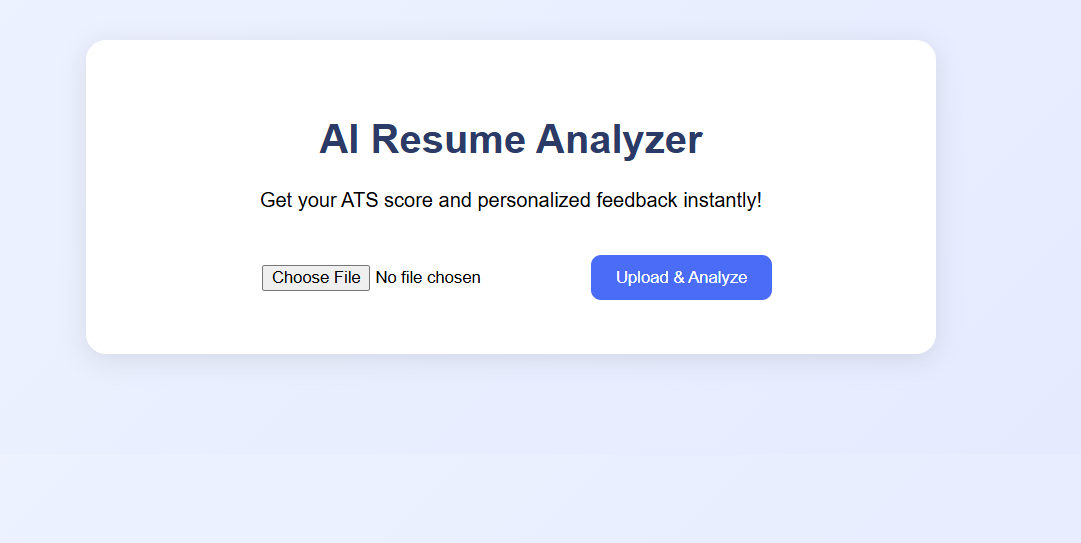 AI Resume Analyzer
Get your ATS score and personalized feedback instantly!
Choose File No file chosen Upload & Analyze